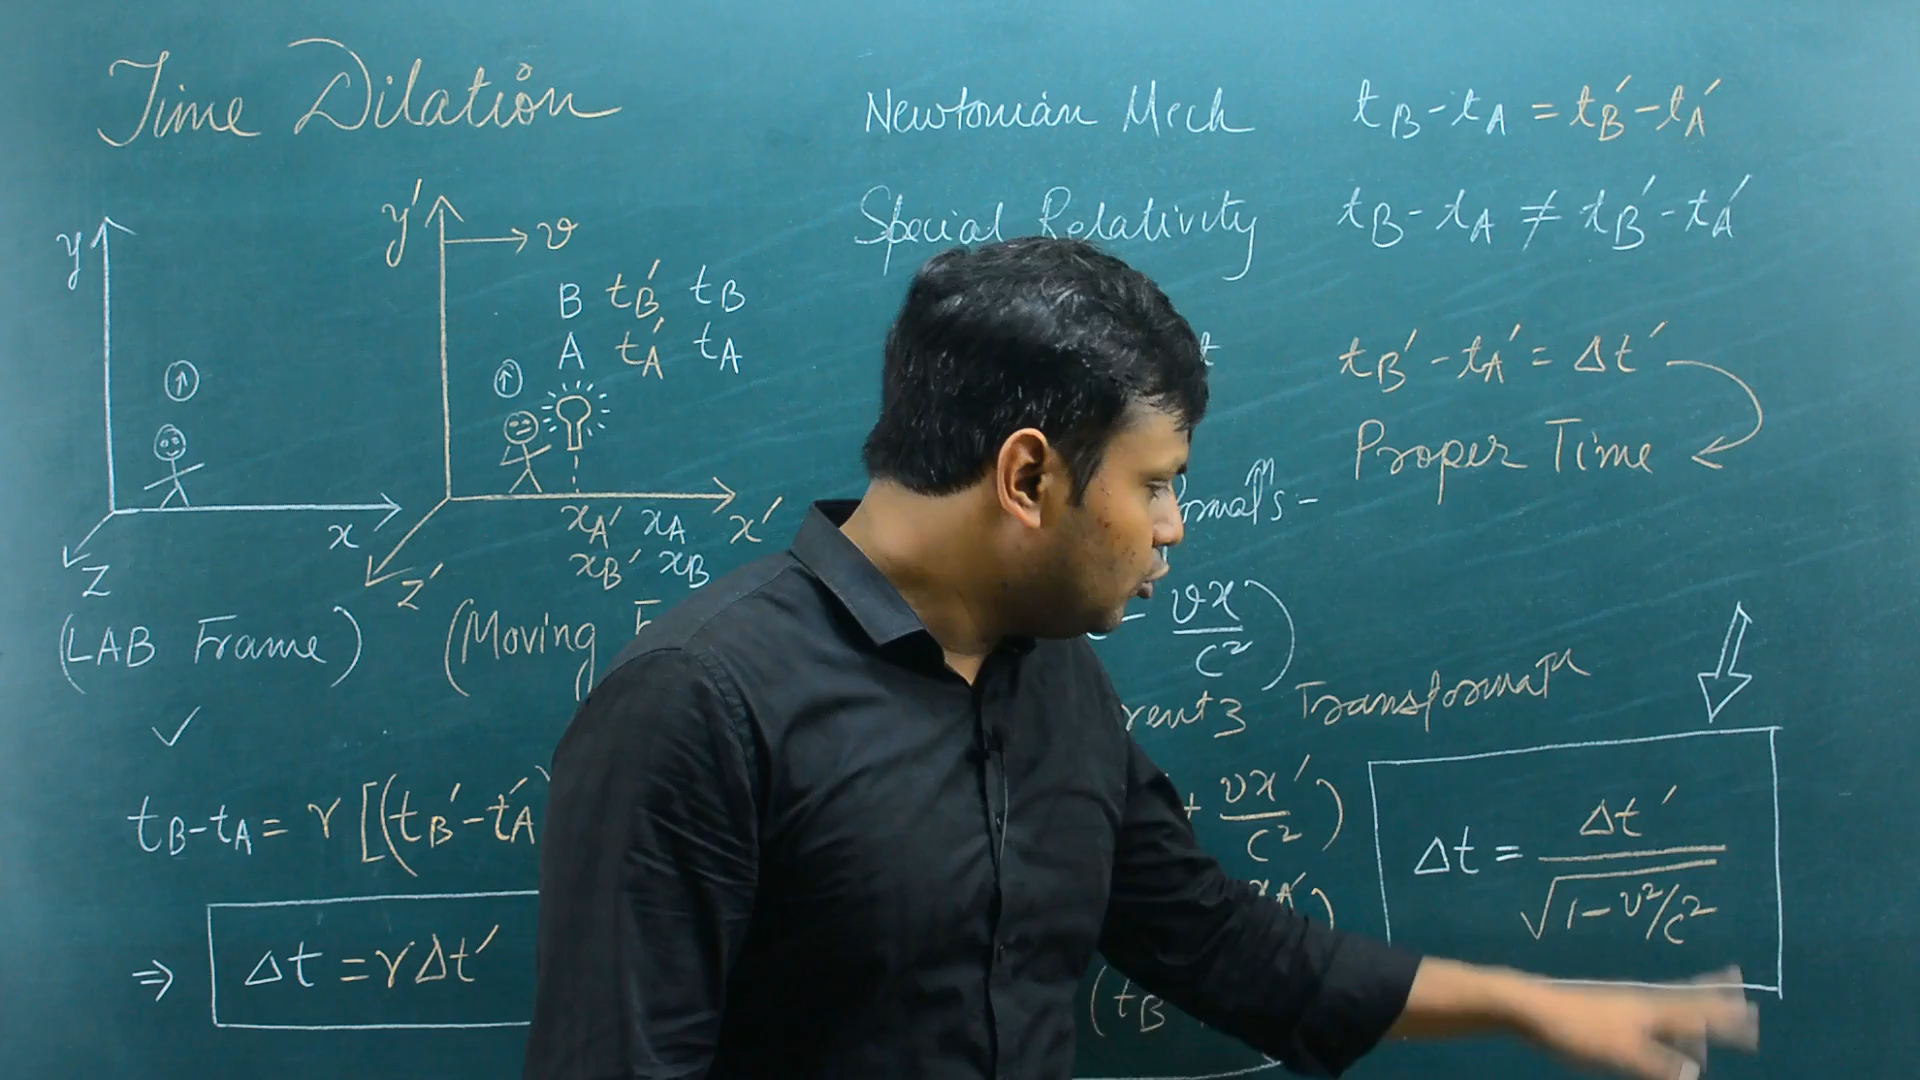 Time Dilation
Newtonian Mech
tB - tA = tB' - tA'
Special Relativity
tB - tA ≠ tB' - tA'
y
y'
v
B tB' tB
A tA' tA
t
tB' - tA' = Δt'
Proper Time
x
z
xA' xA
xB' xB
x'
z'
(LAB Frame)
(Moving
- vx/c²)
Transformatn
✓
tB - tA = γ [(tB' - tA'
+ vx'/c²)
xA'
⇒ Δt = γΔt'
(tB
Δt = Δt' / √1 - v²/c²